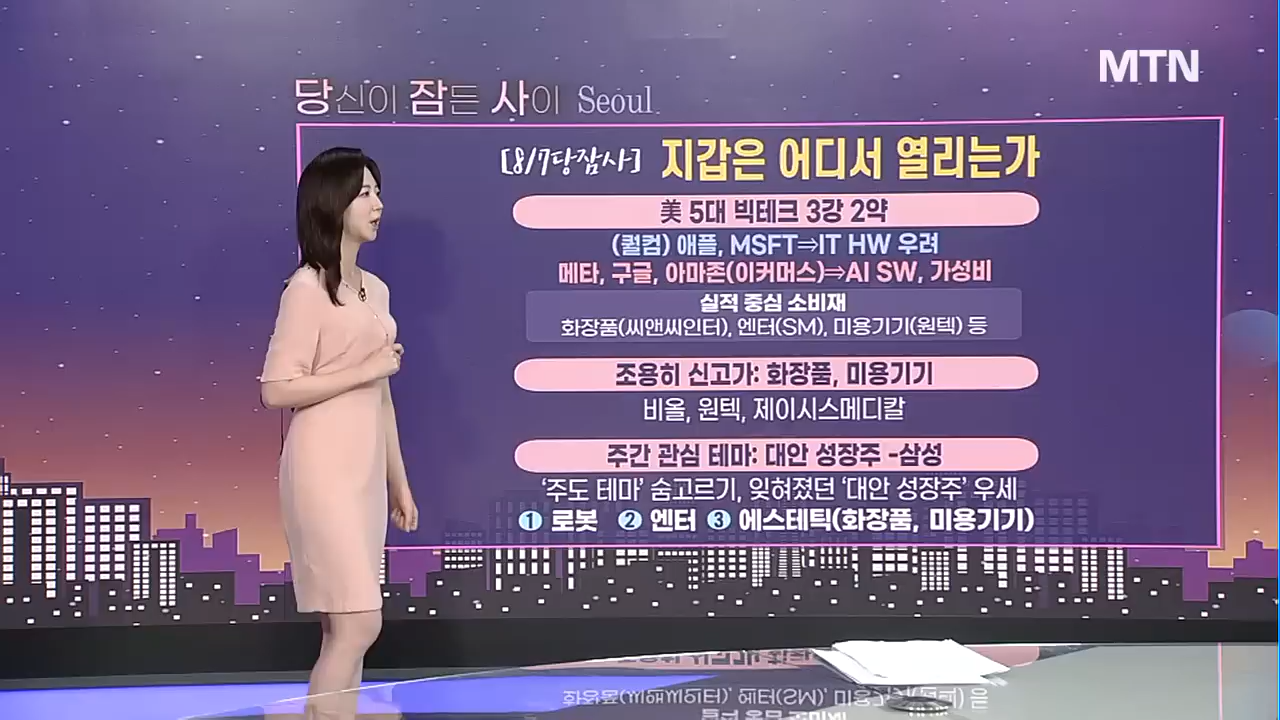 MTN
당신이 잠든 사이 Seoul
[8/7당잠사] 지갑은 어디서 열리는가
美 5대 빅테크 3강 2약
(퀄컴) 애플, MSFT⇒IT HW 우려
메타, 구글, 아마존(이커머스)⇒AI SW, 가성비
실적 중심 소비재
화장품(씨앤씨인터), 엔터(SM), 미용기기(원텍) 등
조용히 신고가: 화장품, 미용기기
비올, 원텍, 제이시스메디칼
주간 관심 테마: 대안 성장주 -삼성
‘주도 테마’ 숨고르기, 잊혀졌던 ‘대안 성장주’ 우세
① 로봇 ② 엔터 ③ 에스테틱(화장품, 미용기기)